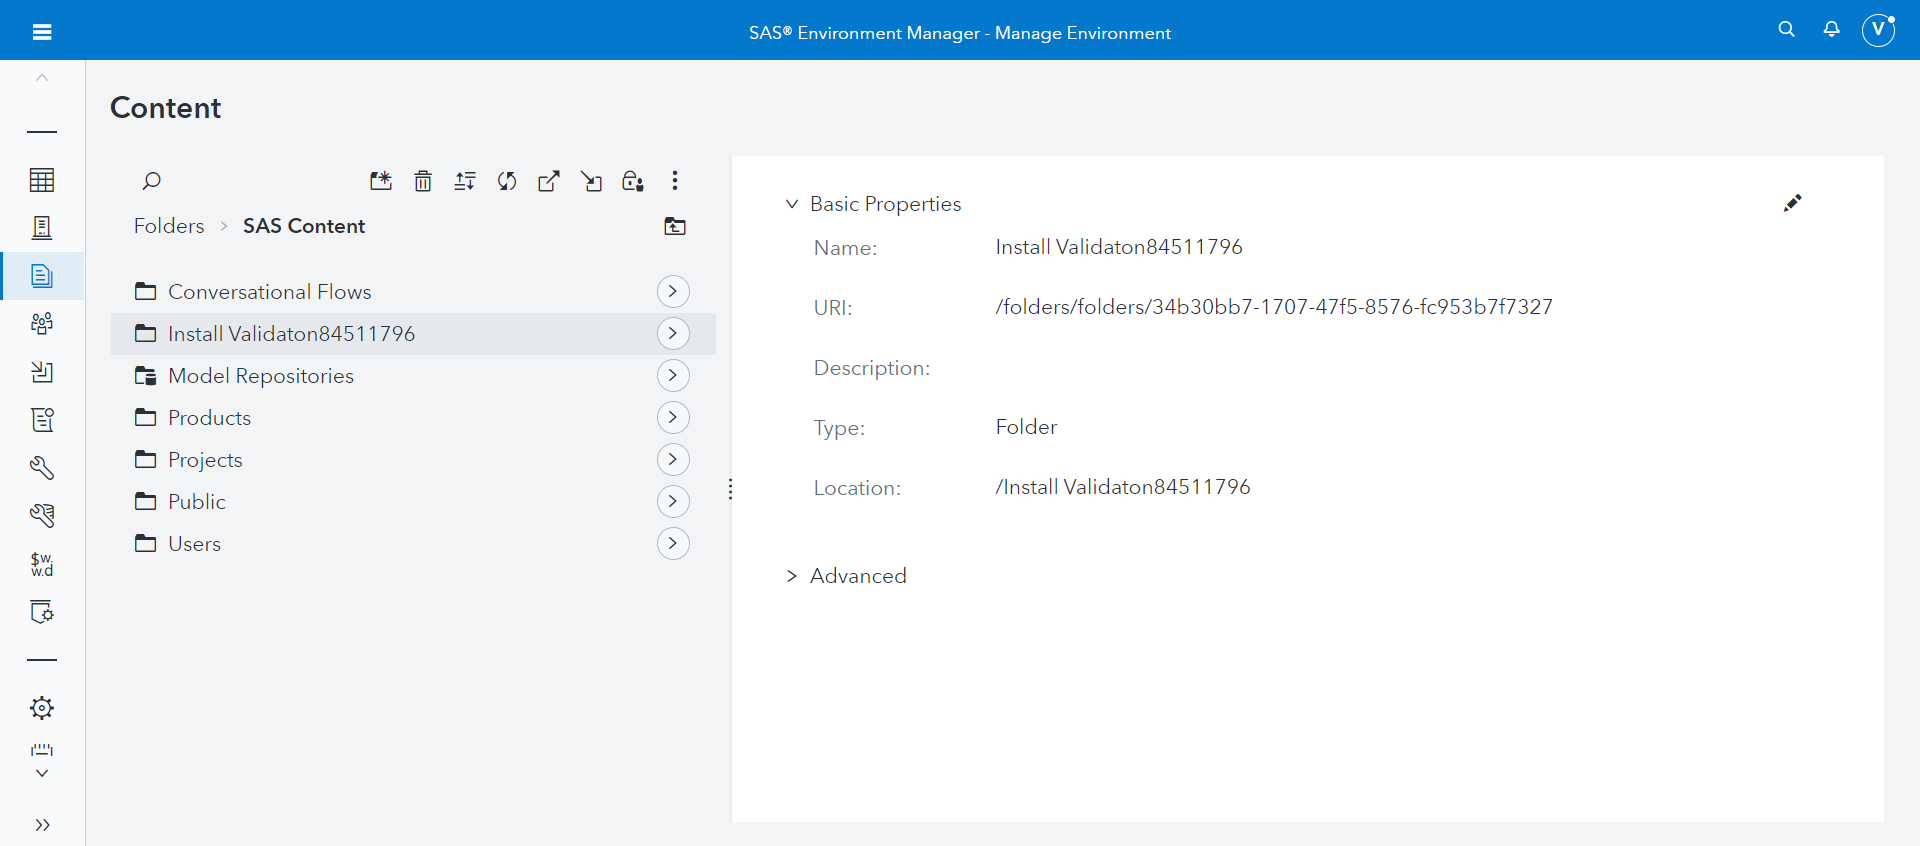 SAS® Environment Manager - Manage Environment
V
Content
Folders > SAS Content
Conversational Flows
Install Validaton84511796
Model Repositories
Products
Projects
Public
Users
$w.
w.d
Basic Properties
Name: Install Validaton84511796
URI: /folders/folders/34b30bb7-1707-47f5-8576-fc953b7f7327
Description:
Type: Folder
Location: /Install Validaton84511796
Advanced